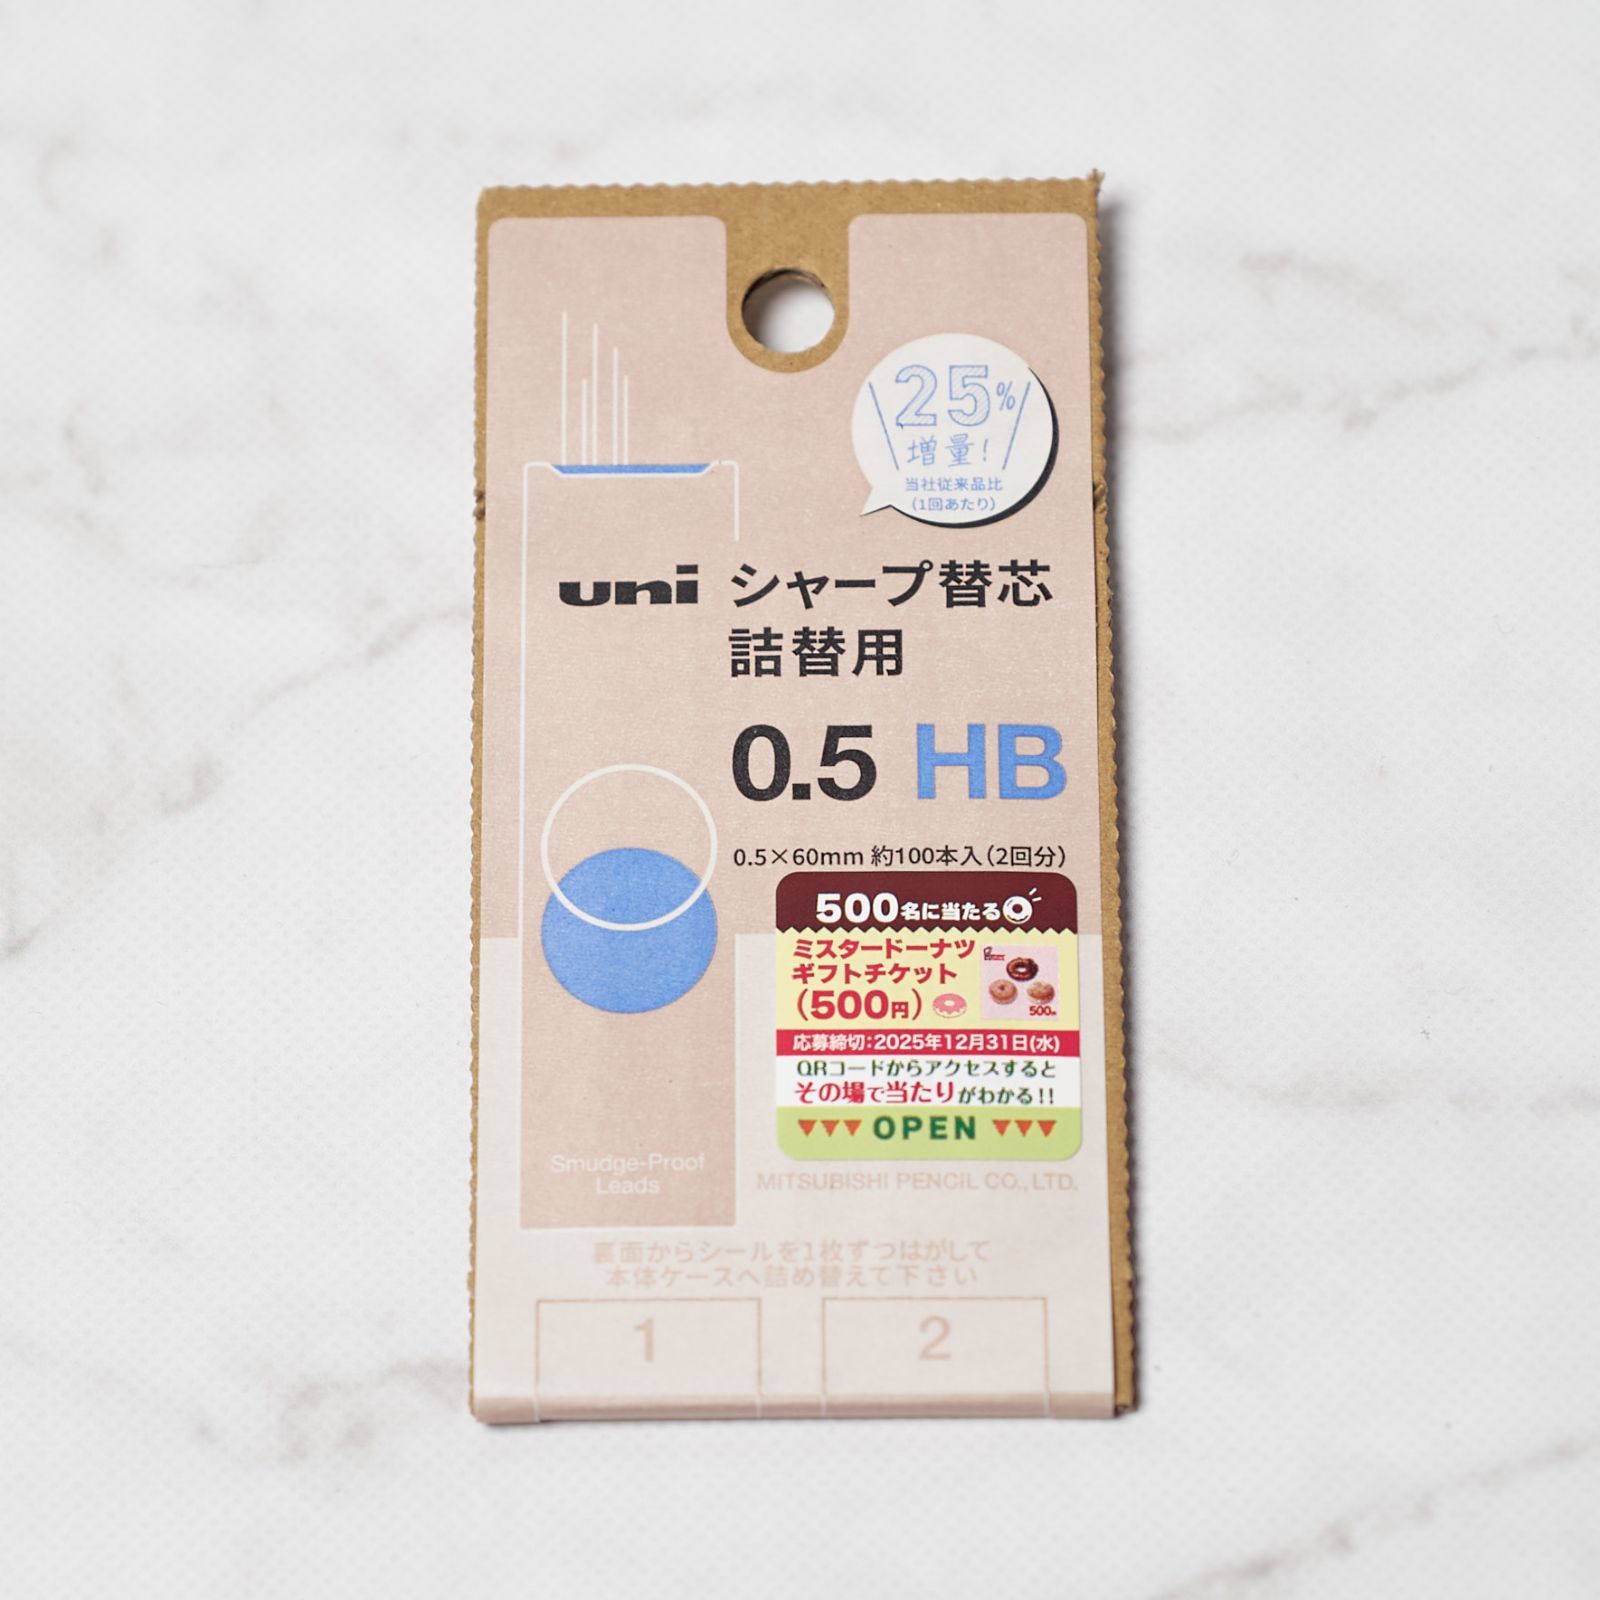 25%
増量!
当社従来品比
(1回あたり)
uni シャープ替芯
詰替用
0.5 HB
0.5×60mm 約100本入(2回分)
500名に当たる
ミスタードーナツ
ギフトチケット
(500円)
500円
応募締切:2025年12月31日(水)
QRコードからアクセスすると
その場で当たりがわかる!!
▼▼▼ OPEN ▼▼▼
Smudge-Proof
Leads
MITSUBISHI PENCIL CO., LTD.
裏面からシールを1枚ずつはがして
本体ケースへ詰め替えて下さい
1
2